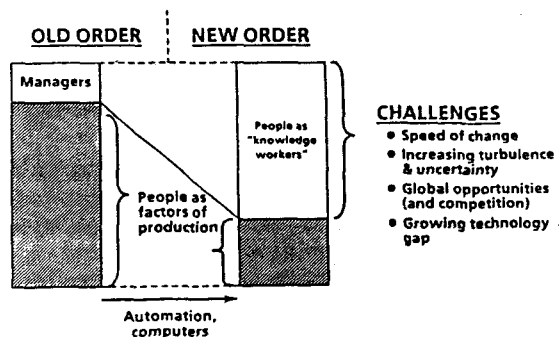 OLD ORDER
NEW ORDER
Managers
People as
"knowledge
workers"
People as
factors of
production
Automation,
computers
CHALLENGES
• Speed of change
• Increasing turbulence
& uncertainty
• Global opportunities
(and competition)
• Growing technology
gap